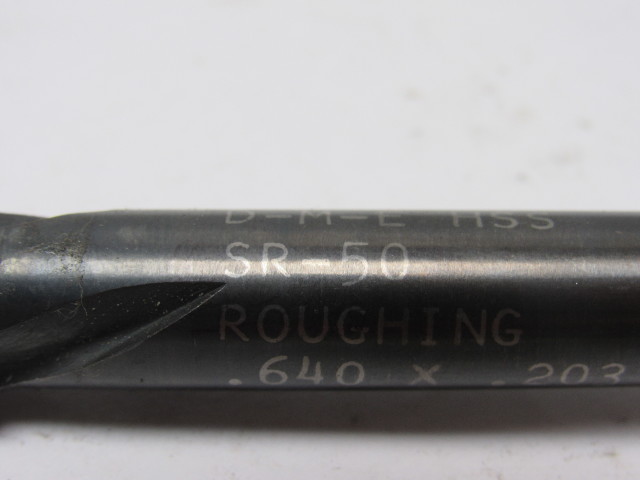 D-M-E HSS
SR-50
ROUGHING
.640 x .203